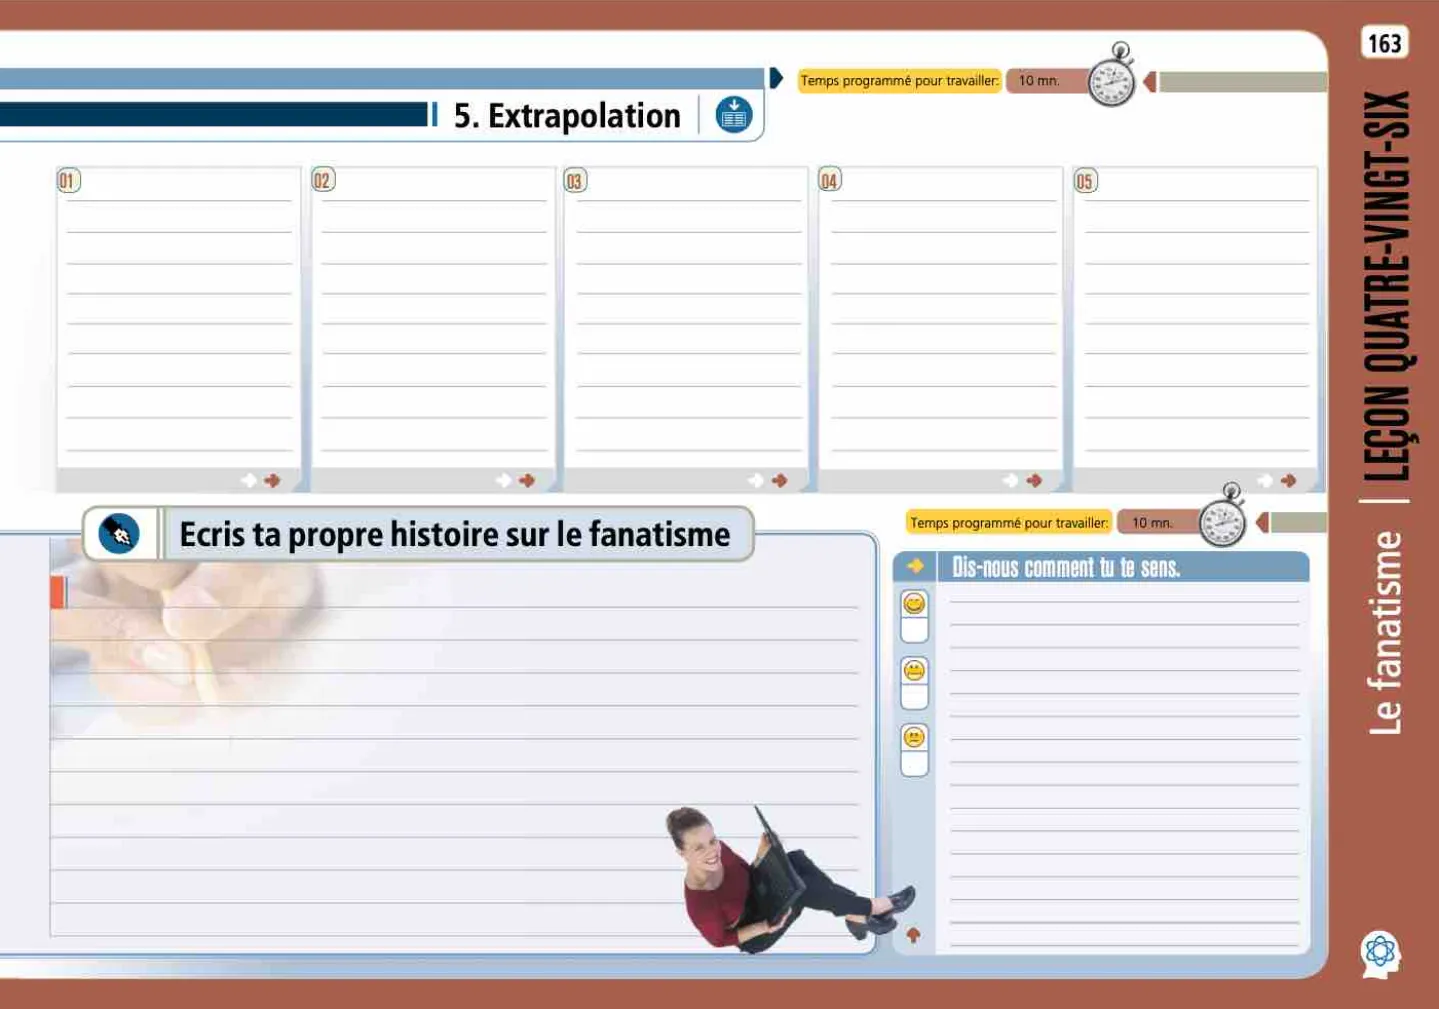 163
Temps programmé pour travailler:
10 mn.
5. Extrapolation
01
02
03
04
05
Ecris ta propre histoire sur le fanatisme
Temps programmé pour travailler:
10 mn.
Dis-nous comment tu te sens.
LEÇON QUATRE-VINGT-SIX
Le fanatisme